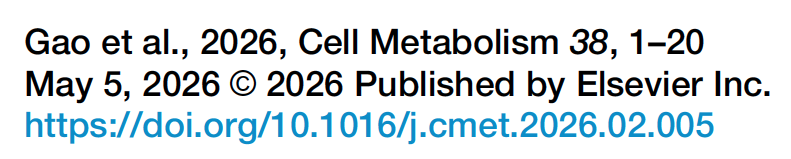 Gao et al., 2026, Cell Metabolism 38, 1–20
May 5, 2026 © 2026 Published by Elsevier Inc.
https://doi.org/10.1016/j.cmet.2026.02.005